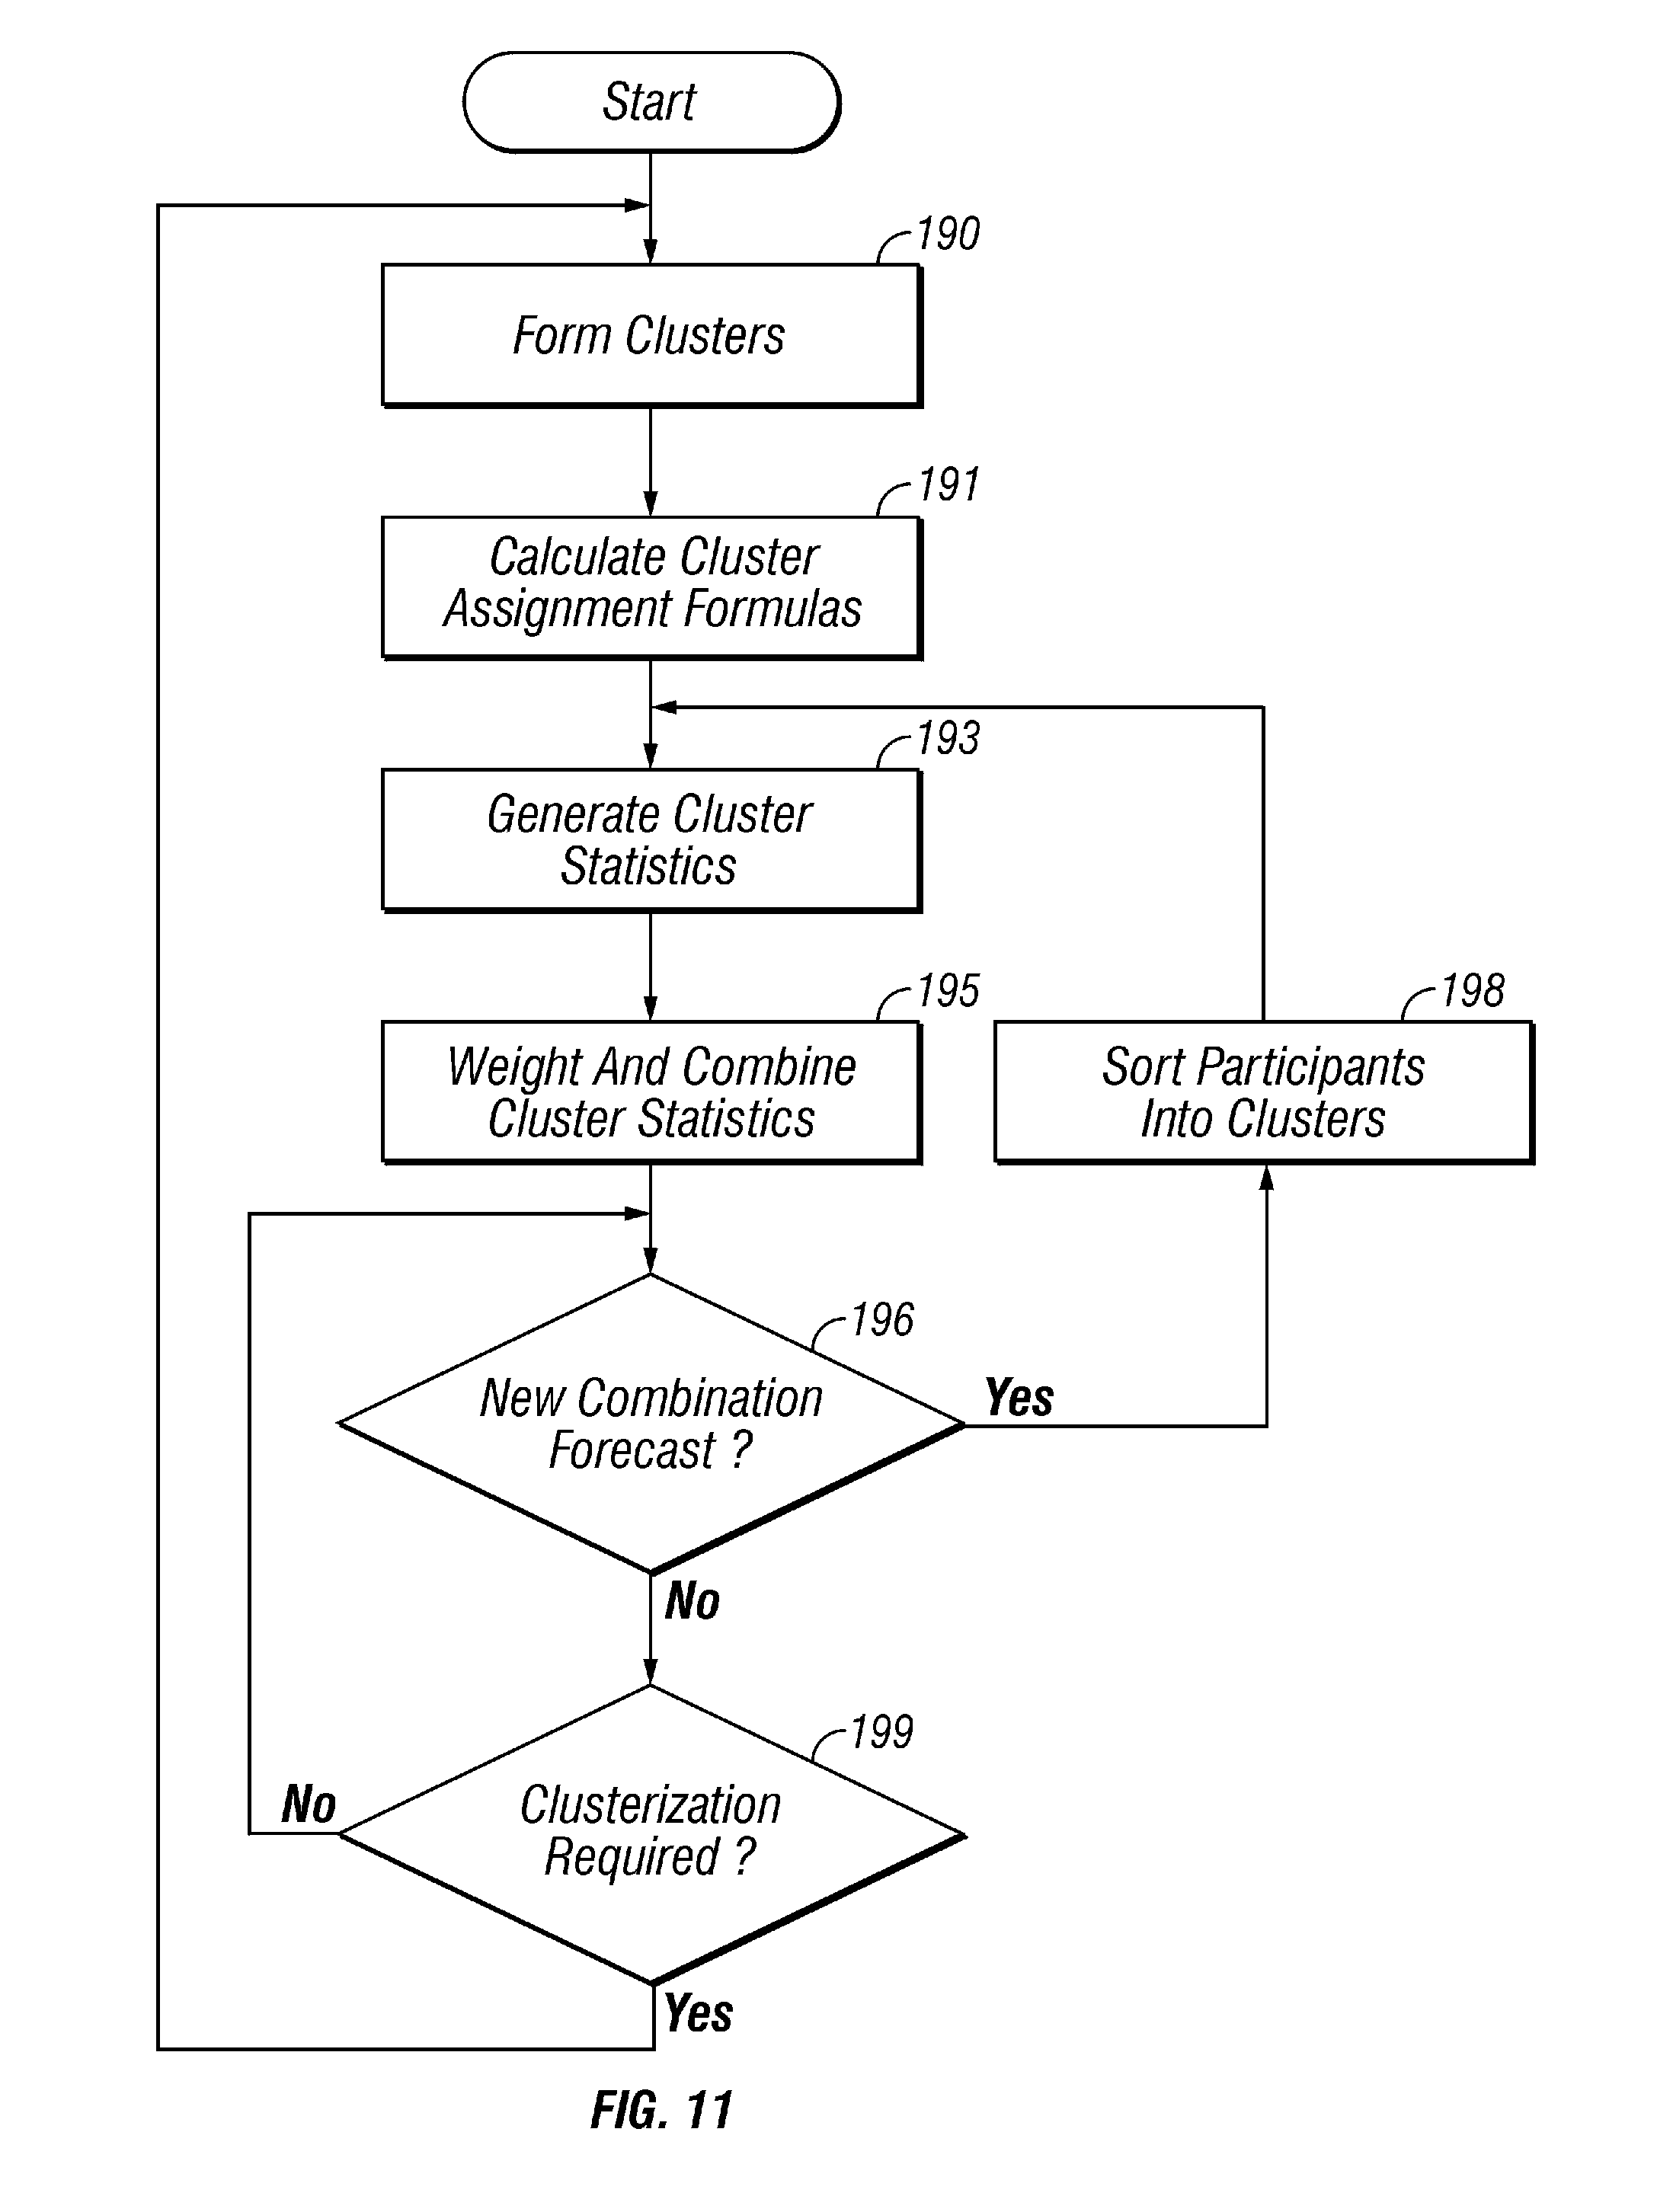 Start
190
Form Clusters
191
Calculate Cluster
Assignment Formulas
193
Generate Cluster
Statistics
195
Weight And Combine
Cluster Statistics
198
Sort Participants
Into Clusters
196
New Combination
Forecast ?
Yes
No
199
Clusterization
Required ?
No
Yes
FIG. 11